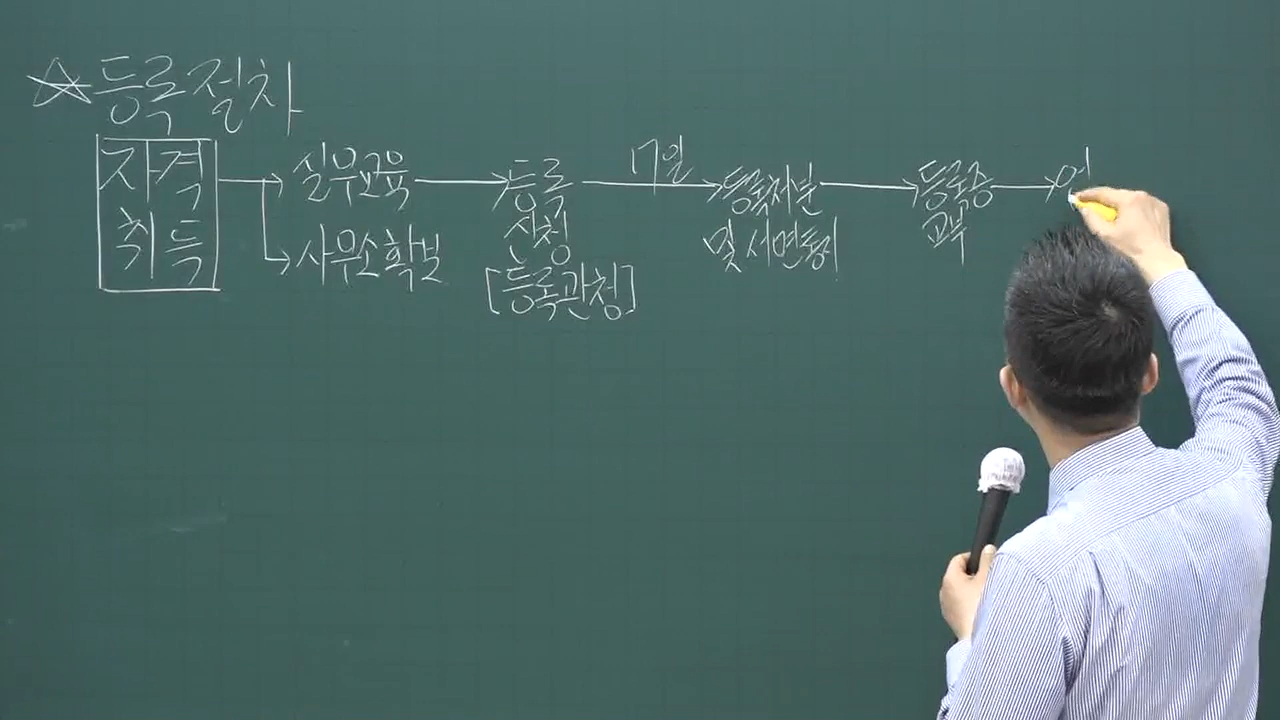 ☆등록절차
자격
취득
실무교육
사무소확보
등록
신청
[등록관청]
7일
등록처분
및 서면통지
등록증
교부